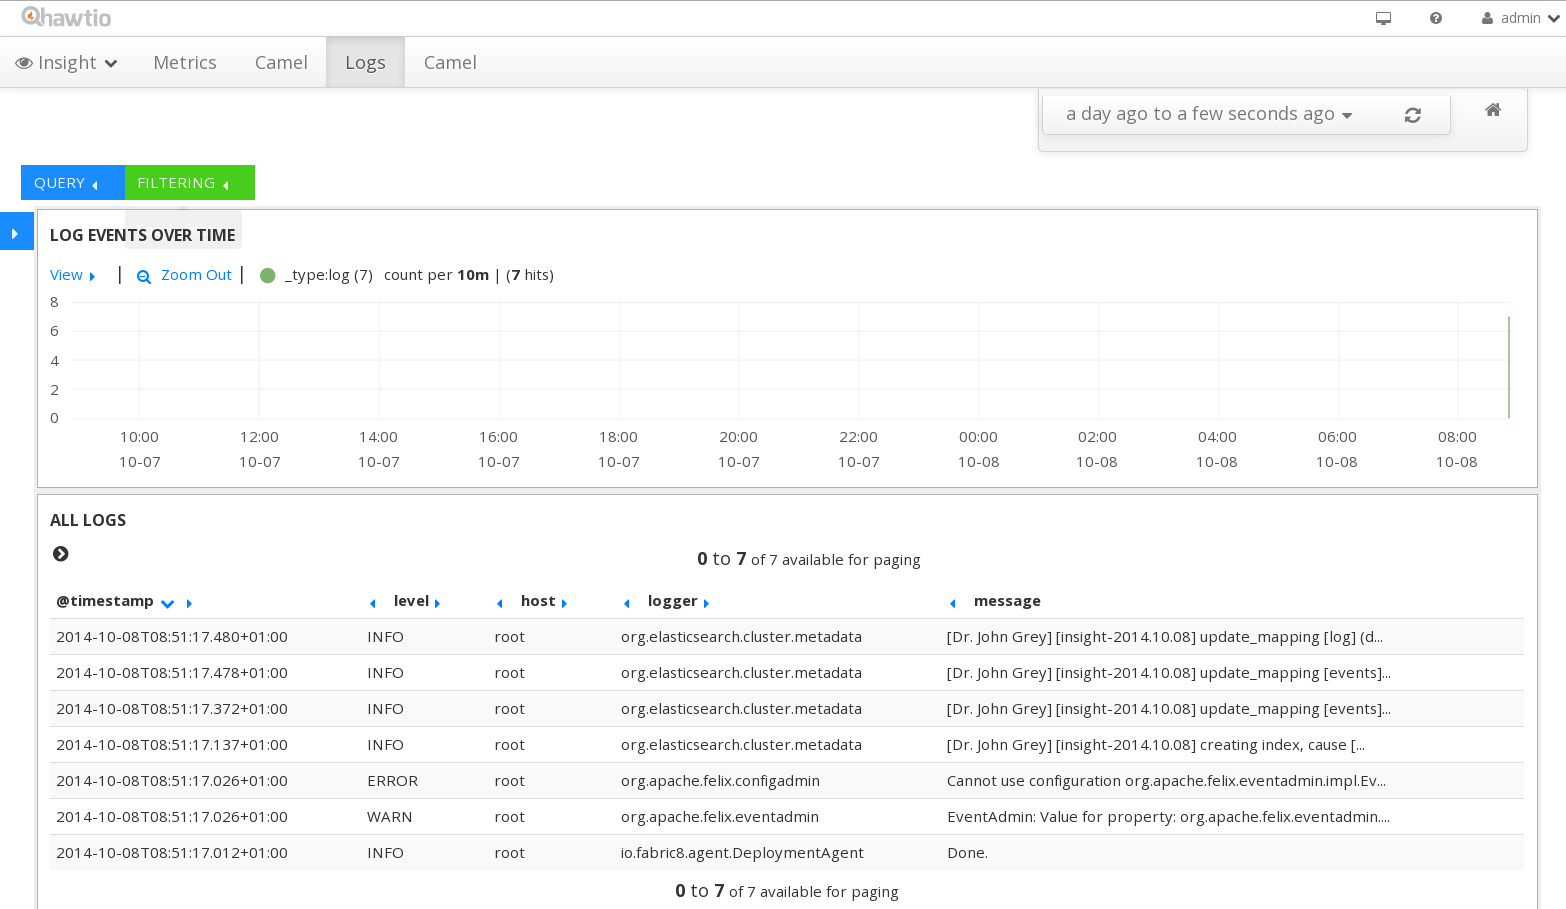 hawtio
admin
Insight Metrics Camel Logs Camel
a day ago to a few seconds ago
QUERY FILTERING
LOG EVENTS OVER TIME
View | Zoom Out | _type:log (7) count per 10m | (7 hits)
8
6
4
2
0
10:00 12:00 14:00 16:00 18:00 20:00 22:00 00:00 02:00 04:00 06:00 08:00
10-07 10-07 10-07 10-07 10-07 10-07 10-07 10-08 10-08 10-08 10-08 10-08
ALL LOGS
0 to 7 of 7 available for paging
@timestamp level host logger message
2014-10-08T08:51:17.480+01:00 INFO root org.elasticsearch.cluster.metadata [Dr. John Grey] [insight-2014.10.08] update_mapping [log] (d...
2014-10-08T08:51:17.478+01:00 INFO root org.elasticsearch.cluster.metadata [Dr. John Grey] [insight-2014.10.08] update_mapping [events]...
2014-10-08T08:51:17.372+01:00 INFO root org.elasticsearch.cluster.metadata [Dr. John Grey] [insight-2014.10.08] update_mapping [events]...
2014-10-08T08:51:17.137+01:00 INFO root org.elasticsearch.cluster.metadata [Dr. John Grey] [insight-2014.10.08] creating index, cause [...
2014-10-08T08:51:17.026+01:00 ERROR root org.apache.felix.configadmin Cannot use configuration org.apache.felix.eventadmin.impl.Ev...
2014-10-08T08:51:17.026+01:00 WARN root org.apache.felix.eventadmin EventAdmin: Value for property: org.apache.felix.eventadmin....
2014-10-08T08:51:17.012+01:00 INFO root io.fabric8.agent.DeploymentAgent Done.
0 to 7 of 7 available for paging